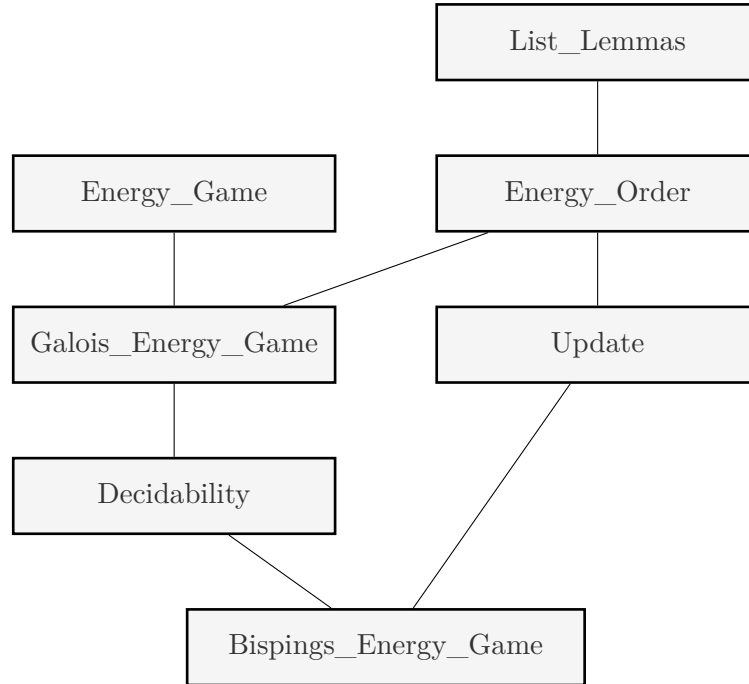 List_Lemmas
Energy_Game
Energy_Order
Galois_Energy_Game
Update
Decidability
Bispings_Energy_Game